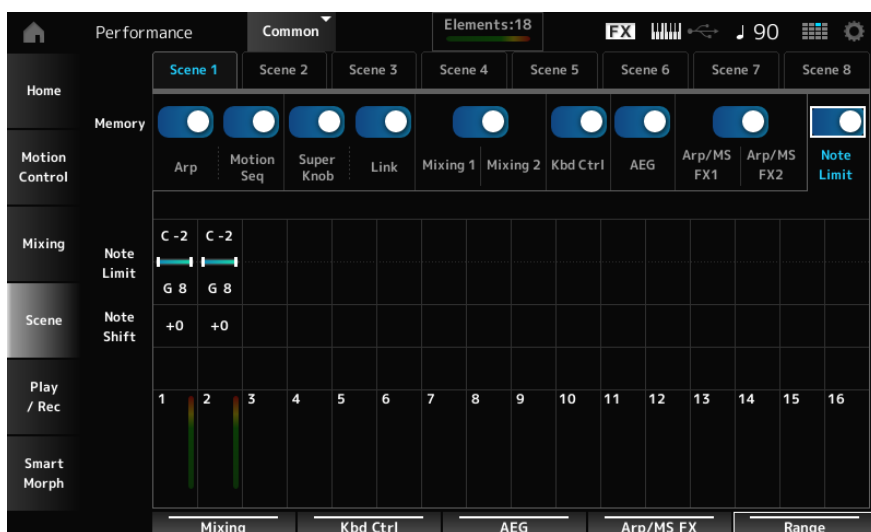 Performance Common Elements:18 FX 90
Scene 1 Scene 2 Scene 3 Scene 4 Scene 5 Scene 6 Scene 7 Scene 8
Home
Memory
Arp Motion Seq Super Knob Link Mixing 1 Mixing 2 Kbd Ctrl AEG Arp/MS FX1 Arp/MS FX2 Note Limit
Motion Control
Mixing
Note Limit
C -2 C -2
G 8 G 8
Scene
Note Shift
+0 +0
Play / Rec
1 2 3 4 5 6 7 8 9 10 11 12 13 14 15 16
Smart Morph
Mixing Kbd Ctrl AEG Arp/MS FX Range